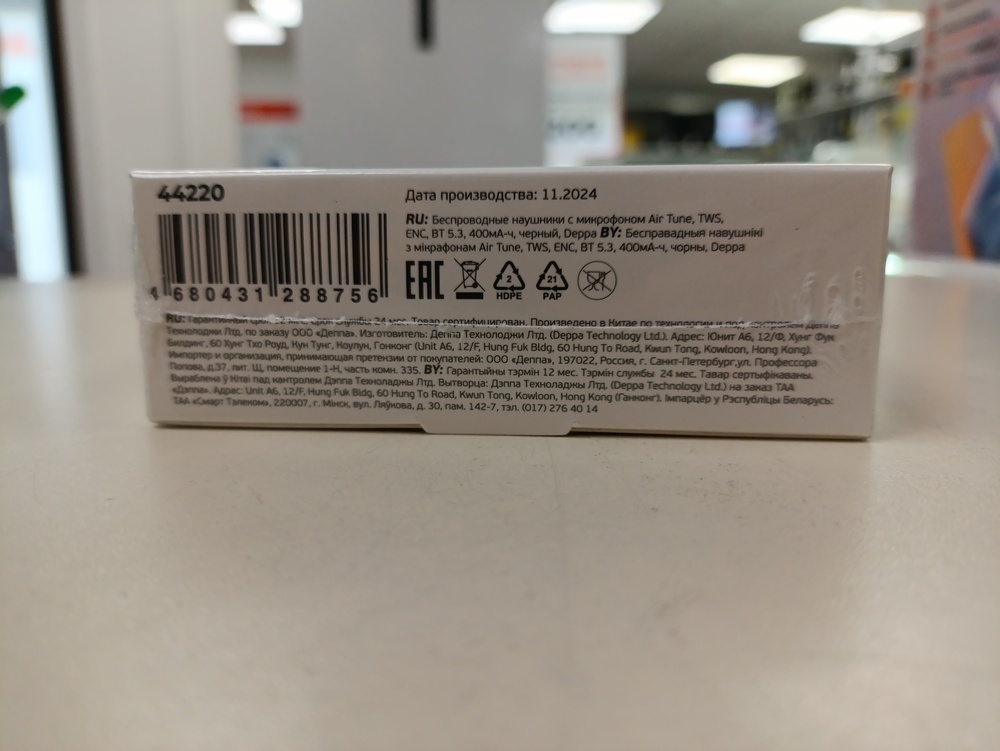 44220
4 680431 288756
Дата производства: 11.2024
RU: Беспроводные наушники с микрофоном Air Tune, TWS,
ENC, BT 5.3, 400мА-ч, черный, Deppa BY: Бесправадныя навушнікі
з мікрафонам Air Tune, TWS, ENC, BT 5.3, 400мА-ч, чорны, Deppa
EAC
2
HDPE
21
PAP
RU: Гарантийный срок 12 мес. Срок службы 24 мес. Товар сертифицирован. Произведено в Китае по технологии и под контролем Деппа
Технолоджи Лтд. по заказу ООО «Деппа». Изготовитель: Деппа Технолоджи Лтд. (Deppa Technology Ltd.). Адрес: Юнит А6, 12/Ф, Хунг Фук
Билдинг, 60 Хунг Тхо Роуд, Кун Тунг, Коулун, Гонконг (Unit A6, 12/F, Hung Fuk Bldg, 60 Hung To Road, Kwun Tong, Kowloon, Hong Kong).
Импортер и организация, принимающая претензии от покупателей: ООО «Деппа», 197022, Россия, г. Санкт-Петербург,ул. Профессора
Попова, д.37, лит. Щ, помещение 1-Н, часть комн. 335. BY: Гарантыйны тэрмін 12 мес. Тэрмін службы 24 мес. Тавар сертыфікаваны.
Выраблена ў Кітаі пад кантролем Дэппа Тэхналоджы Лтд. Вытворца: Дэппа Тэхналаджы Лтд. (Deppa Technology Ltd.) на заказ ТАА
«Дэппа». Адрас: Unit A6, 12/F, Hung Fuk Bldg, 60 Hung To Road, Kwun Tong, Kowloon, Hong Kong (Ганконг). Імпарцёр у Рэспубліцы Беларусь:
ТАА «Смарт Тэлеком», 220007, г. Мінск, вул. Ляўкова, д. 30, пам. 142-7, тэл. (017) 276 40 14